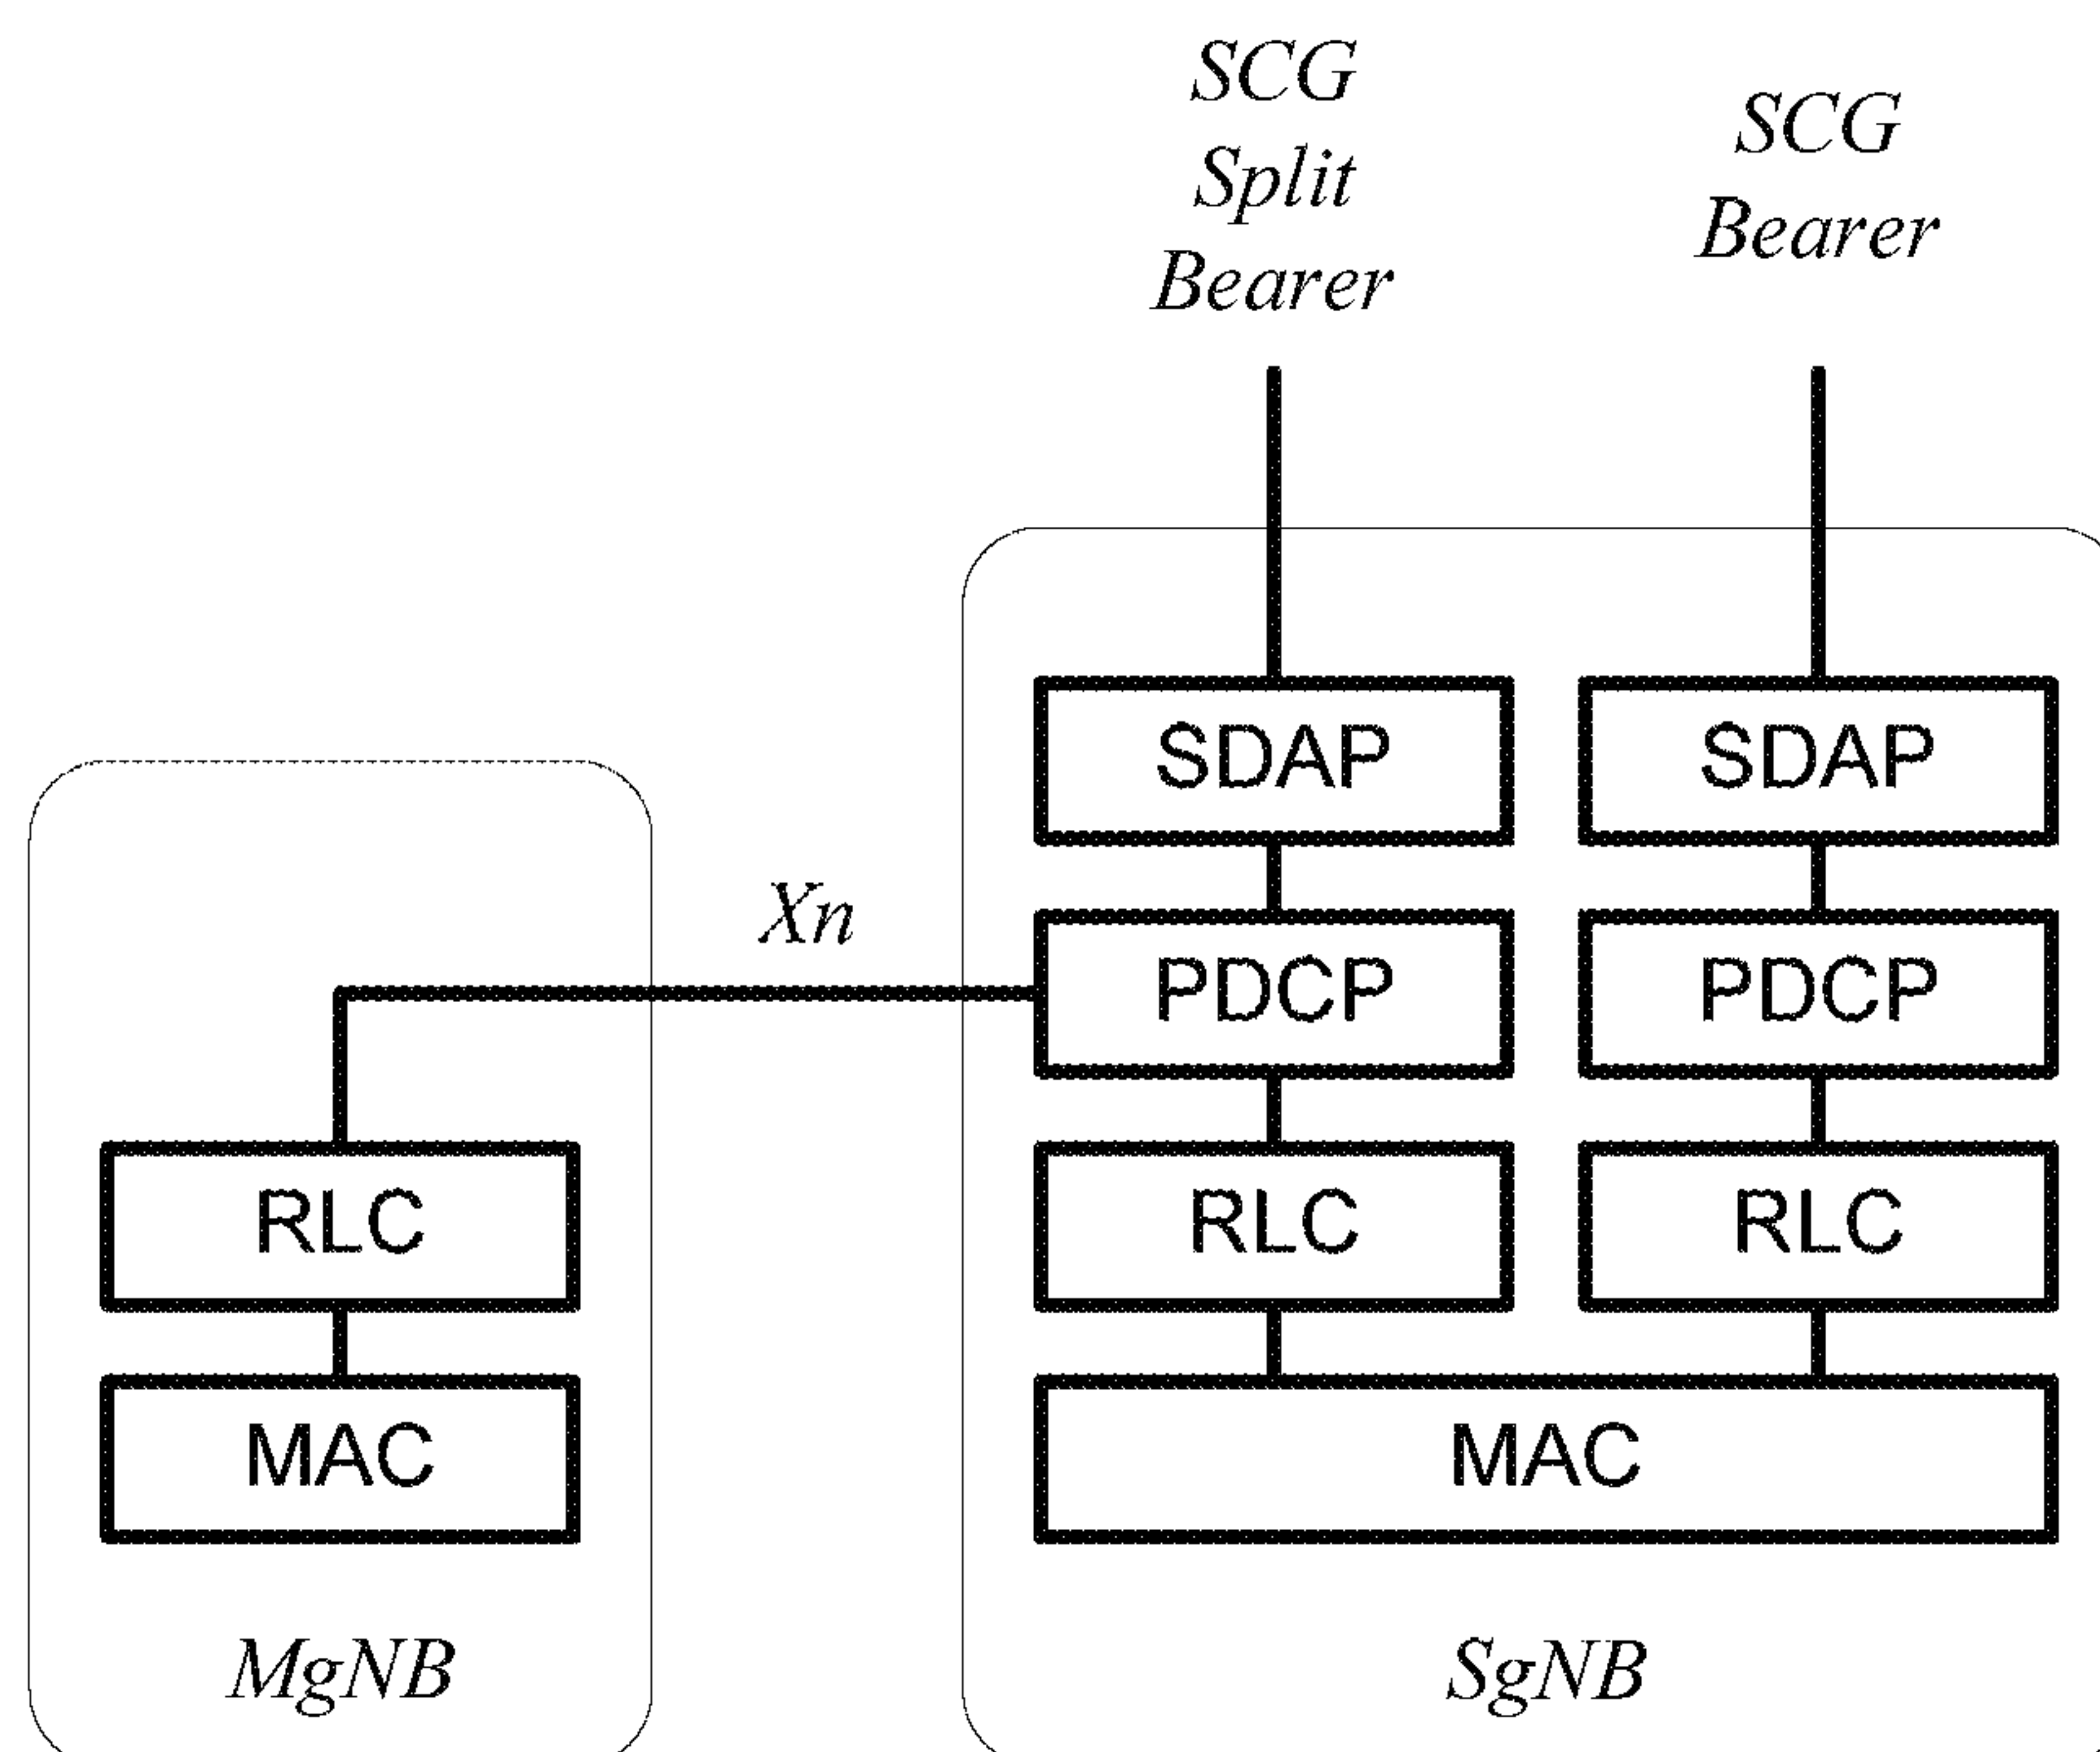 SCG
Split
Bearer
SCG
Bearer
SDAP
SDAP
Xn
PDCP
PDCP
RLC
RLC
RLC
MAC
MAC
MgNB
SgNB